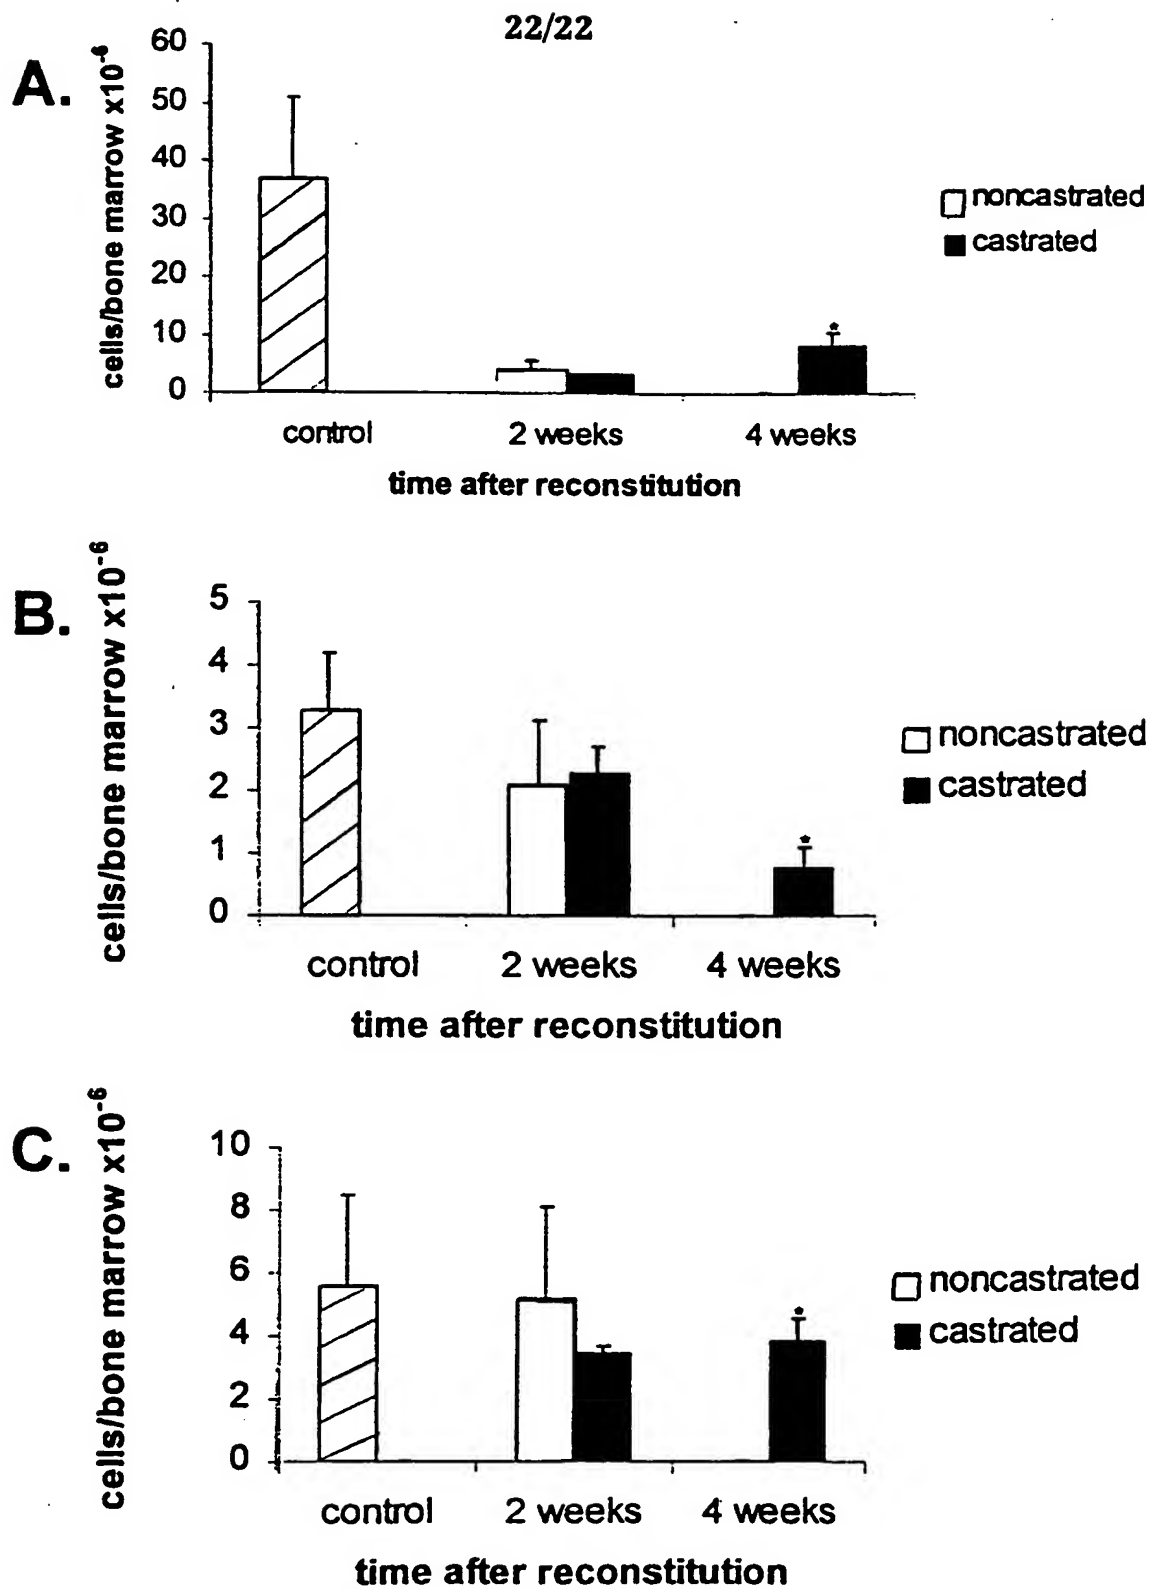 22/22
A.
cells/bone marrow x10⁻⁶
60
50
40
30
20
10
0
noncastrated
castrated
*
control 2 weeks 4 weeks
time after reconstitution
B.
cells/bone marrow x10⁻⁶
5
4
3
2
1
0
noncastrated
castrated
*
control 2 weeks 4 weeks
time after reconstitution
C.
cells/bone marrow x10⁻⁶
10
8
6
4
2
0
noncastrated
castrated
*
control 2 weeks 4 weeks
time after reconstitution